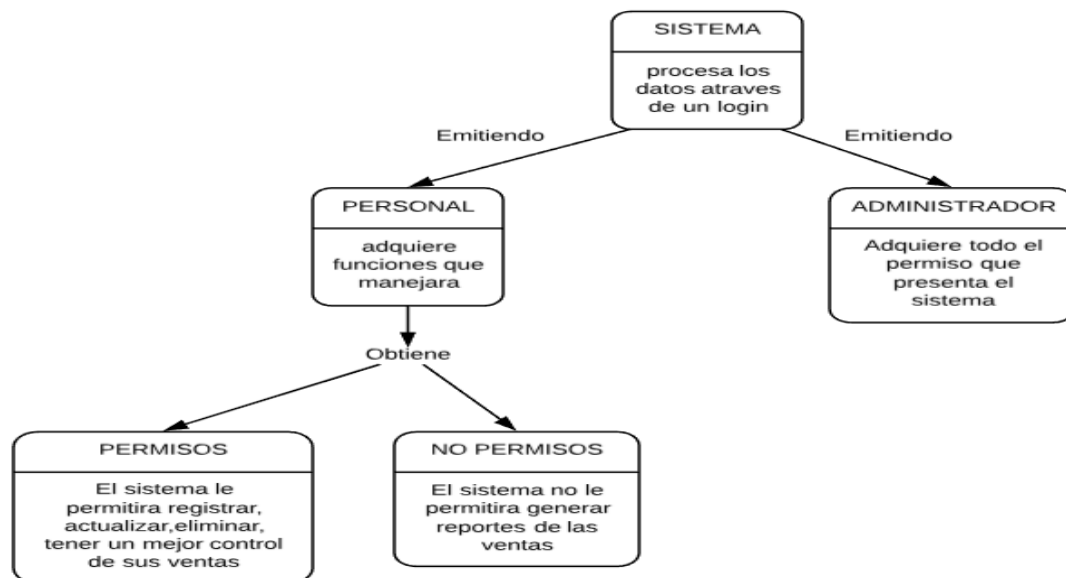 SISTEMA
procesa los
datos atraves
de un login
Emitiendo
Emitiendo
PERSONAL
adquiere
funciones que
manejara
ADMINISTRADOR
Adquiere todo el
permiso que
presenta el
sistema
Obtiene
PERMISOS
El sistema le
permitira registrar,
actualizar,eliminar,
tener un mejor control
de sus ventas
NO PERMISOS
El sistema no le
permitira generar
reportes de las
ventas